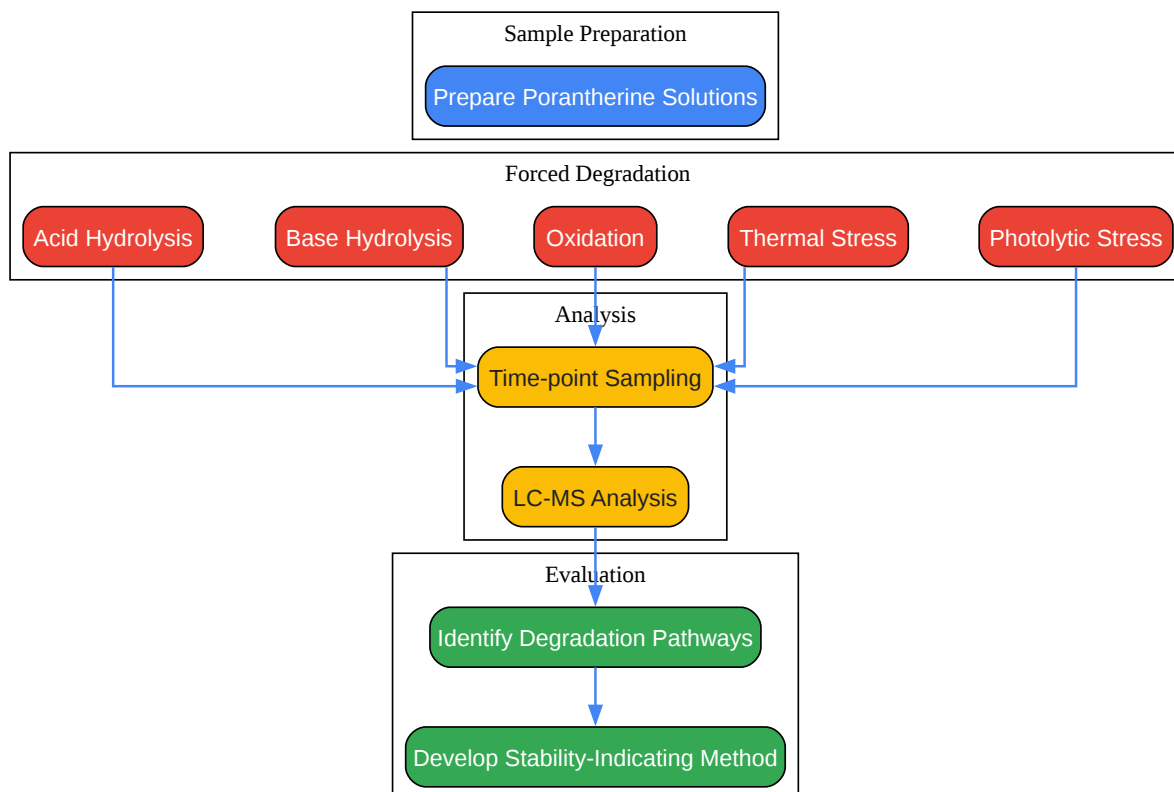 Sample Preparation
Prepare Porantherine Solutions
Forced Degradation
Acid Hydrolysis
Base Hydrolysis
Oxidation
Thermal Stress
Photolytic Stress
Analysis
Time-point Sampling
LC-MS Analysis
Evaluation
Identify Degradation Pathways
Develop Stability-Indicating Method